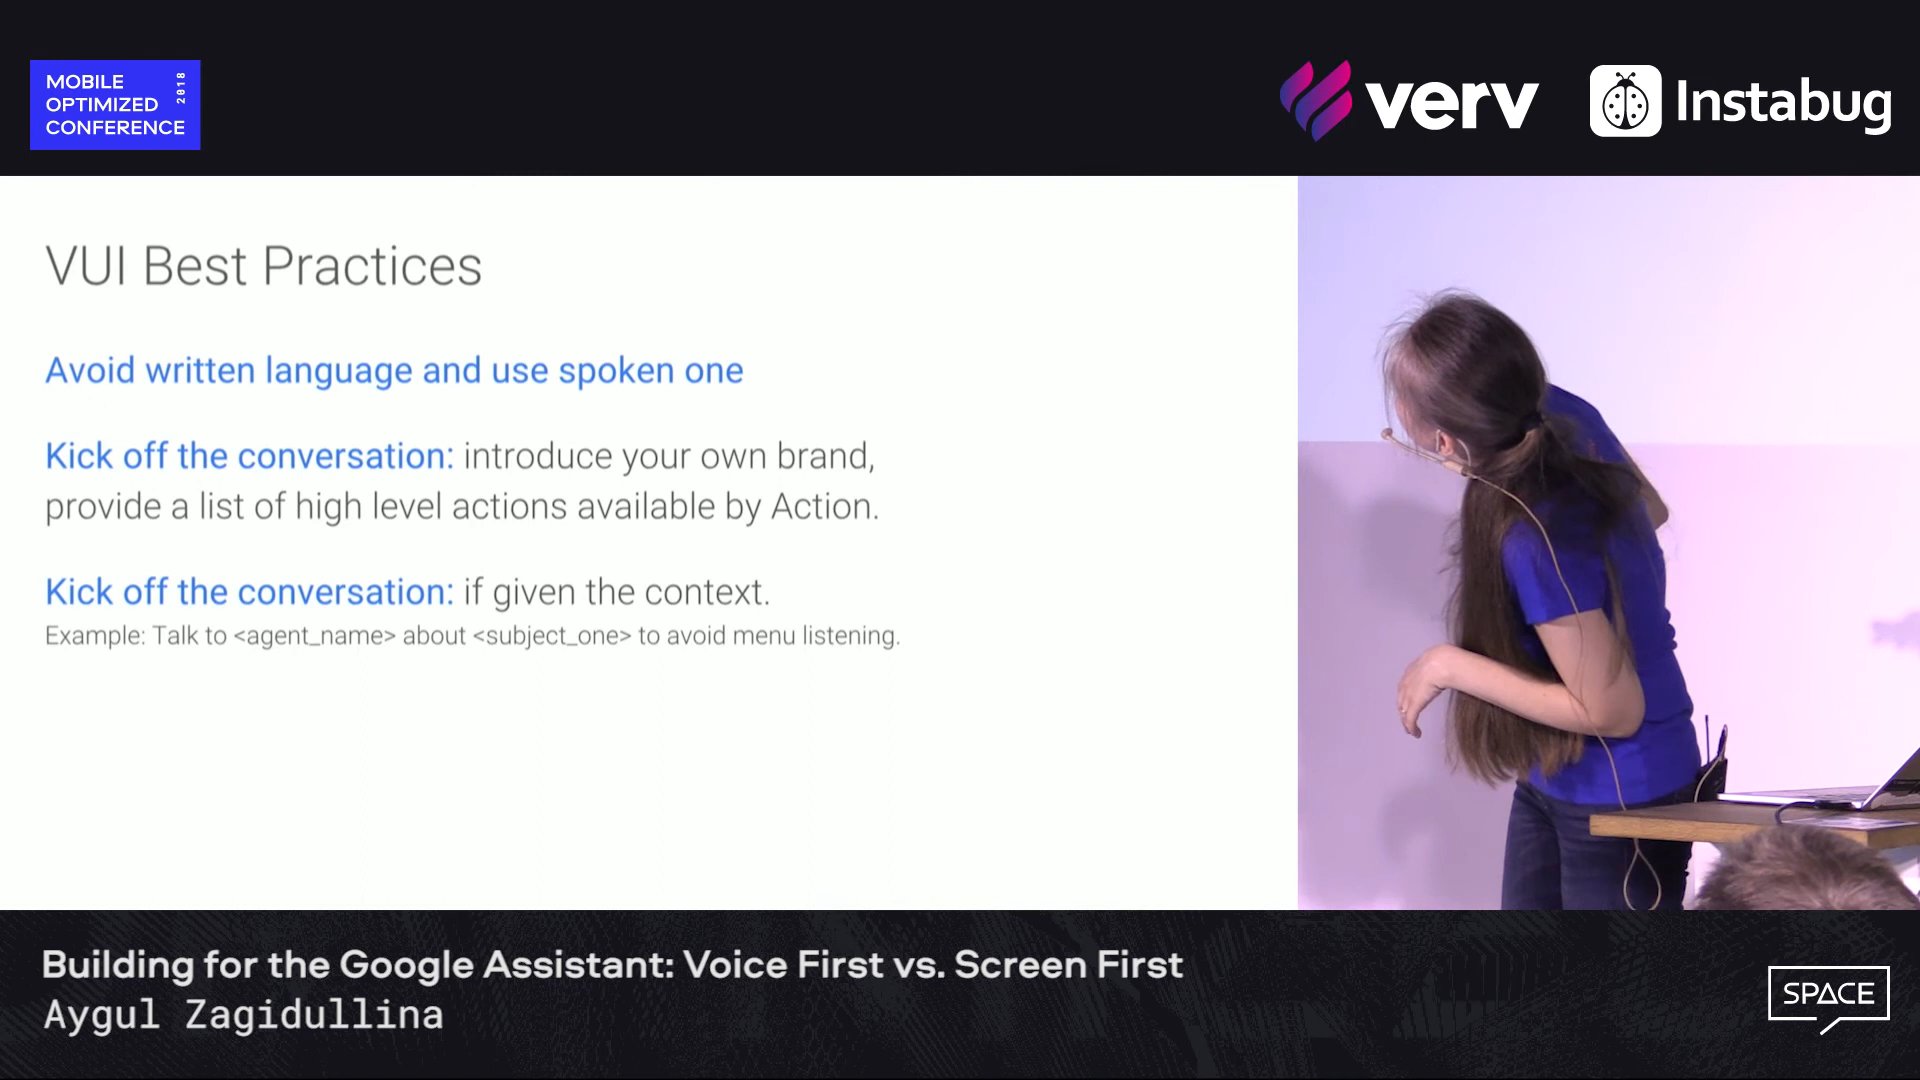 MOBILE
OPTIMIZED
CONFERENCE
2018
verv
Instabug
VUI Best Practices
Avoid written language and use spoken one
Kick off the conversation: introduce your own brand,
provide a list of high level actions available by Action.
Kick off the conversation: if given the context.
Example: Talk to <agent_name> about <subject_one> to avoid menu listening.
Building for the Google Assistant: Voice First vs. Screen First
Aygul Zagidullina
SPACE